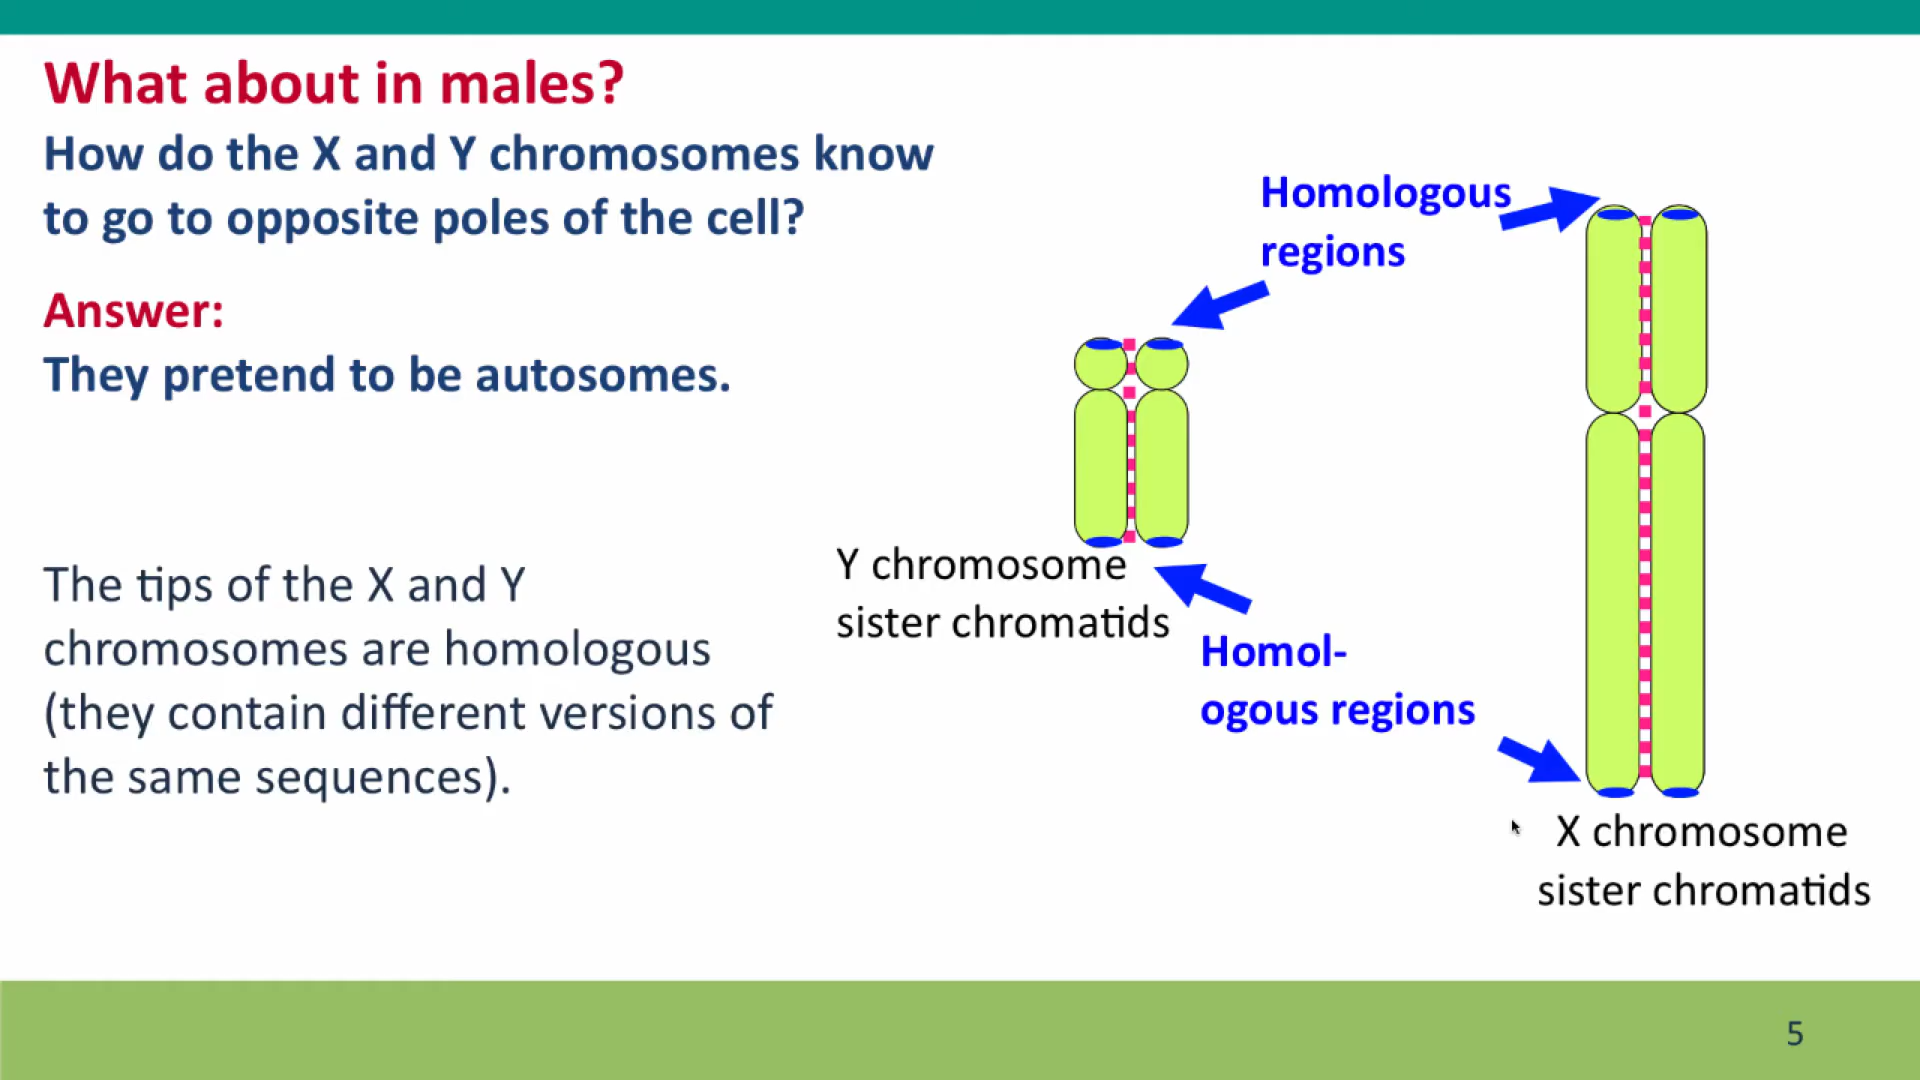 What about in males?
How do the X and Y chromosomes know
to go to opposite poles of the cell?
Answer:
They pretend to be autosomes.
The tips of the X and Y
chromosomes are homologous
(they contain different versions of
the same sequences).
Homologous
regions
Y chromosome
sister chromatids
Homol-
ogous regions
X chromosome
sister chromatids
5